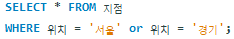 SELECT * FROM 지점
WHERE 위치 = '서울' or 위치 = '경기';